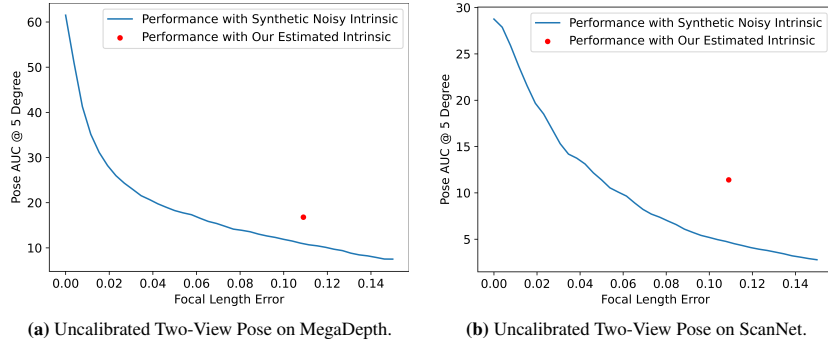 60
50
40
30
20
10
Pose AUC @ 5 Degree
Performance with Synthetic Noisy Intrinsic
Performance with Our Estimated Intrinsic
0.00 0.02 0.04 0.06 0.08 0.10 0.12 0.14
Focal Length Error
(a) Uncalibrated Two-View Pose on MegaDepth.
30
25
20
15
10
5
Pose AUC @ 5 Degree
Performance with Synthetic Noisy Intrinsic
Performance with Our Estimated Intrinsic
0.00 0.02 0.04 0.06 0.08 0.10 0.12 0.14
Focal Length Error
(b) Uncalibrated Two-View Pose on ScanNet.